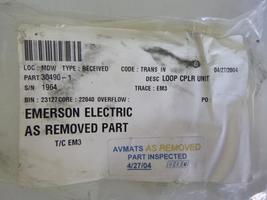 LOC: MDW TYPE: RECEIVED CODE: TRANS IN 04/27/2004
PART 30490-1 DESC LOOP CPLR UNIT
S/N 1964 TRACE: EM3
BIN: 23127 CORE: 22040 OVERFLOW: PO
EMERSON ELECTRIC
AS REMOVED PART
T/C EM3
AVMATS AS REMOVED
PART INSPECTED
4/27/04